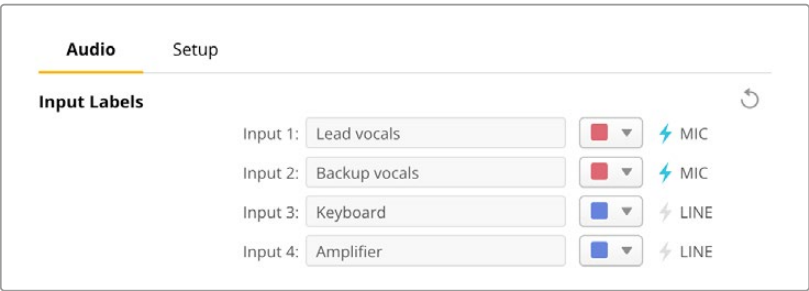 Audio Setup
Input Labels
Input 1: Lead vocals MIC
Input 2: Backup vocals MIC
Input 3: Keyboard LINE
Input 4: Amplifier LINE